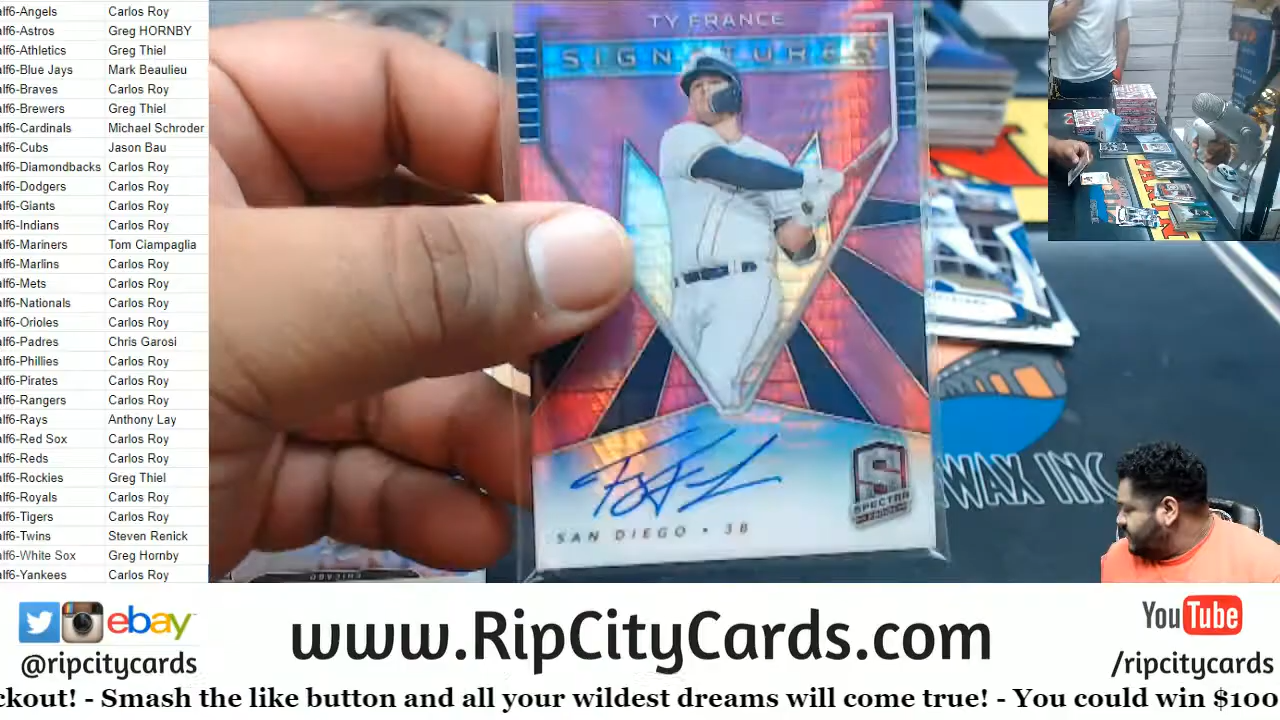 alf6-Angels Carlos Roy
alf6-Astros Greg HORNBY
alf6-Athletics Greg Thiel
alf6-Blue Jays Mark Beaulieu
alf6-Braves Carlos Roy
alf6-Brewers Greg Thiel
alf6-Cardinals Michael Schroder
alf6-Cubs Jason Bau
alf6-Diamondbacks Carlos Roy
alf6-Dodgers Carlos Roy
alf6-Giants Carlos Roy
alf6-Indians Carlos Roy
alf6-Mariners Tom Ciampaglia
alf6-Marlins Carlos Roy
alf6-Mets Carlos Roy
alf6-Nationals Carlos Roy
alf6-Orioles Carlos Roy
alf6-Padres Chris Garosi
alf6-Phillies Carlos Roy
alf6-Pirates Carlos Roy
alf6-Rangers Carlos Roy
alf6-Rays Anthony Lay
alf6-Red Sox Carlos Roy
alf6-Reds Carlos Roy
alf6-Rockies Greg Thiel
alf6-Royals Carlos Roy
alf6-Tigers Carlos Roy
alf6-Twins Steven Renick
alf6-White Sox Greg Hornby
alf6-Yankees Carlos Roy
TY FRANCE
SIGNATURES
SAN DIEGO • 3B
SPECTRA
CHICAGO
PANINI
WAX INC
ebay
@ripcitycards
www.RipCityCards.com
YouTube
/ripcitycards
ckout! - Smash the like button and all your wildest dreams will come true! - You could win $100